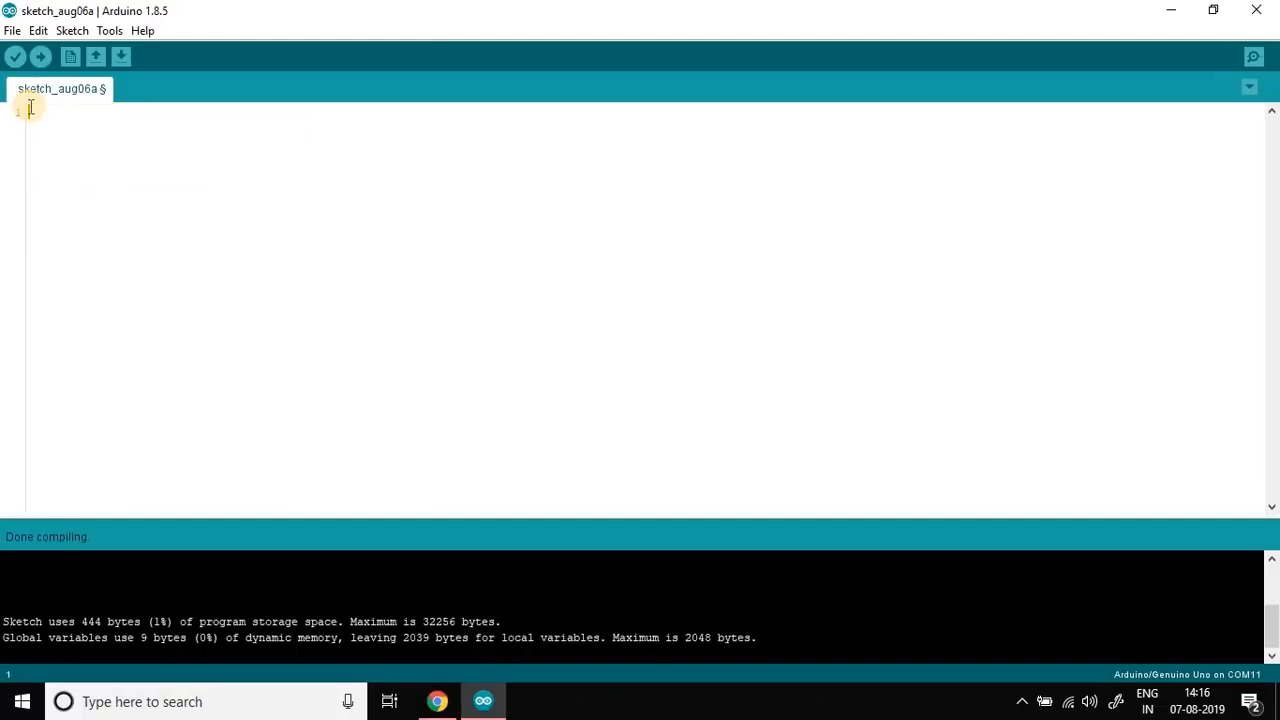 sketch_aug06a | Arduino 1.8.5
File Edit Sketch Tools Help
sketch_aug06a §
1
Done compiling.
Sketch uses 444 bytes (1%) of program storage space. Maximum is 32256 bytes.
Global variables use 9 bytes (0%) of dynamic memory, leaving 2039 bytes for local variables. Maximum is 2048 bytes.
1 Arduino/Genuino Uno on COM11
Type here to search
ENG 14:16
IN 07-08-2019 2